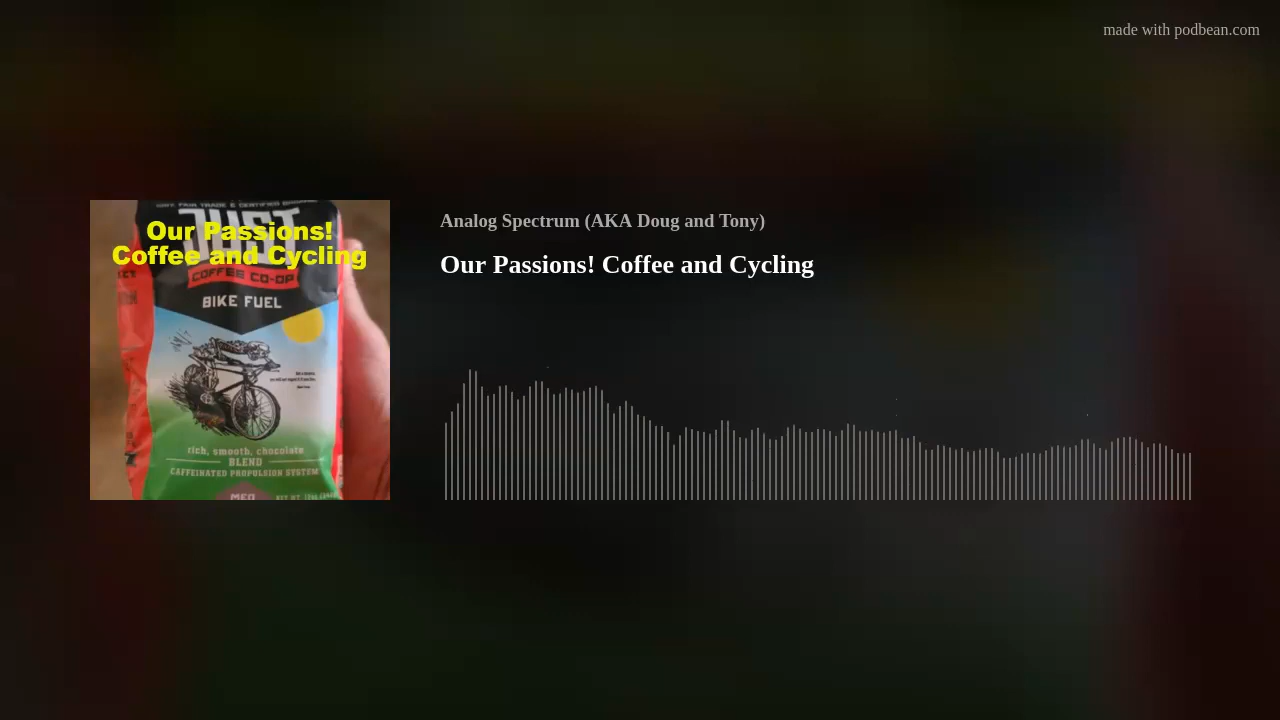 made with podbean.com
Analog Spectrum (AKA Doug and Tony)
Our Passions! Coffee and Cycling
JUST
Our Passions!
Coffee and Cycling
COFFEE CO-OP
BIKE FUEL
rich, smooth, chocolate
BLEND
CAFFEINATED PROPULSION SYSTEM
MED